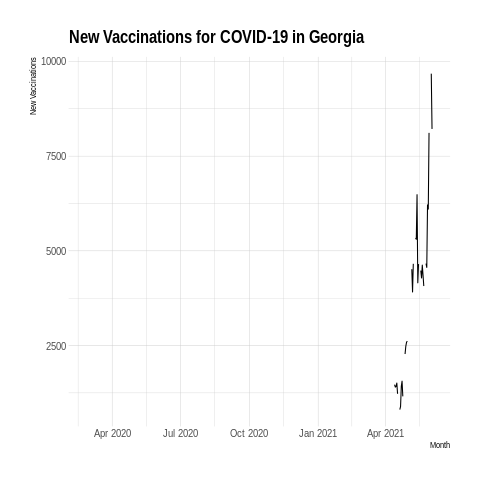 New Vaccinations for COVID-19 in Georgia
New Vaccinations
10000
7500
5000
2500
Apr 2020 Jul 2020 Oct 2020 Jan 2021 Apr 2021
Month